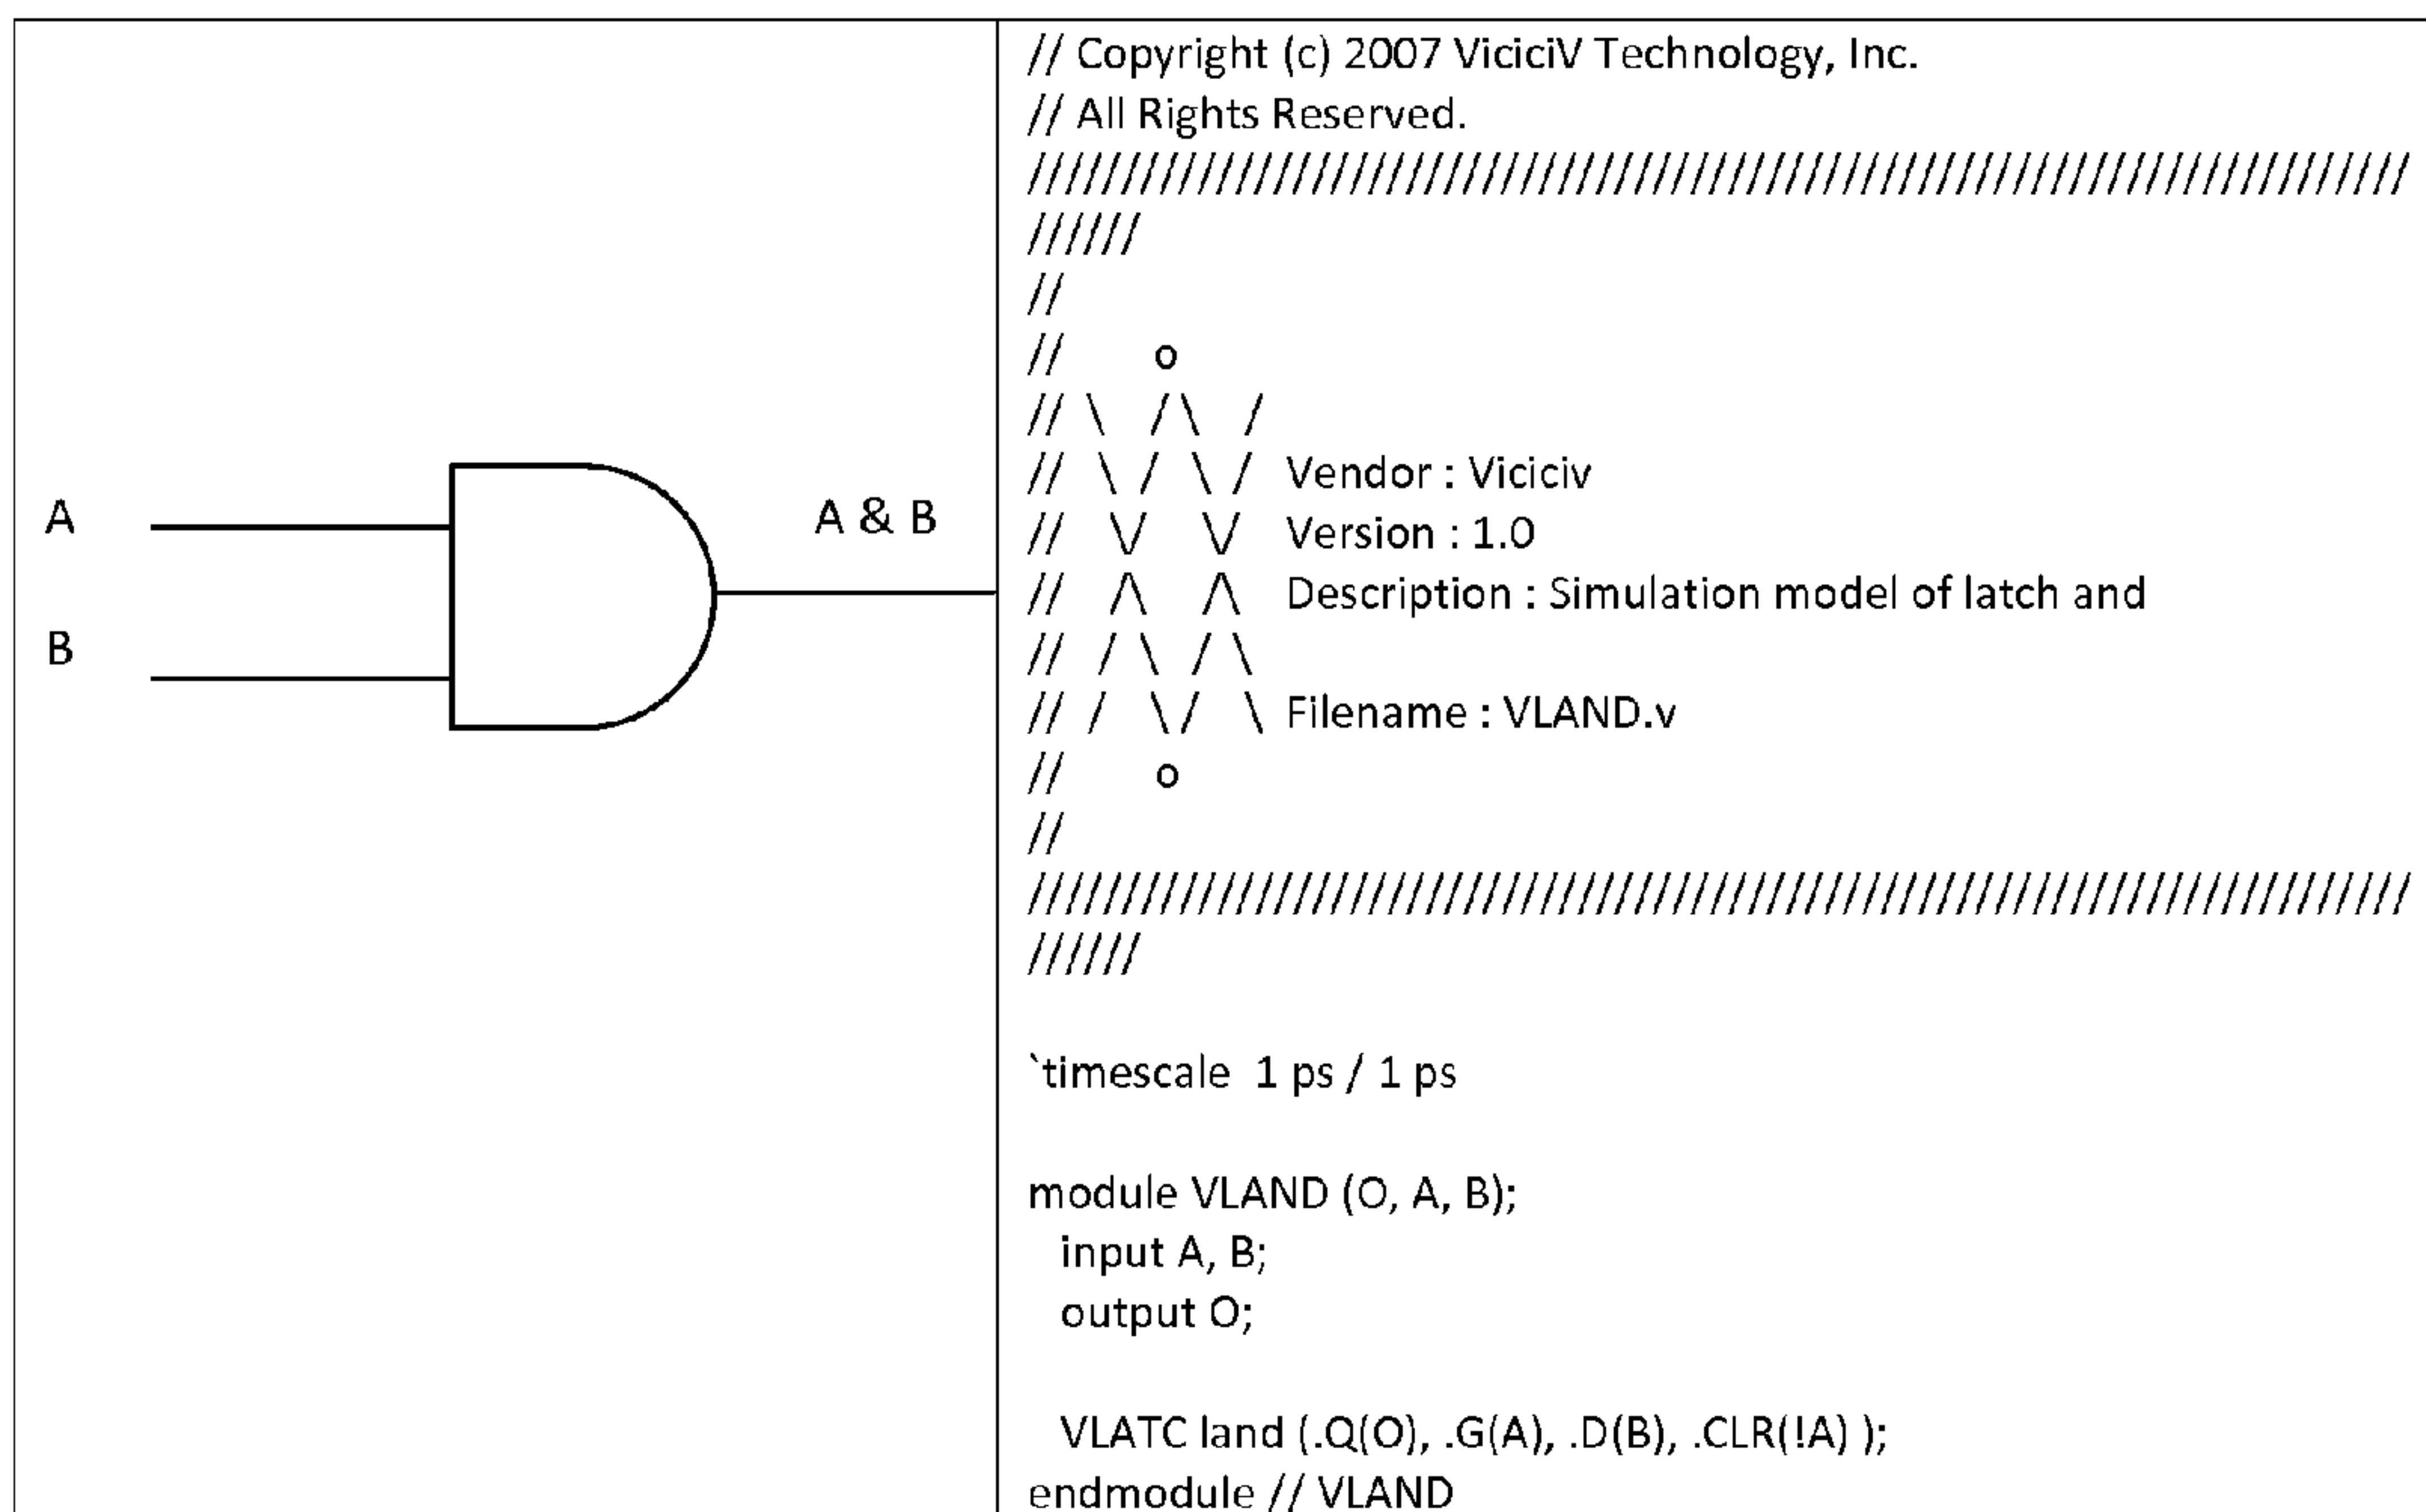 A
B
A & B
// Copyright (c) 2007 ViciciV Technology, Inc.
// All Rights Reserved.
///////////////////////////////////////////////////////////////////////////
//////
//
//      o
// \   /\   /
//  \ /  \ /  Vendor : Viciciv
//   V    V   Version : 1.0
//   /\    /\   Description : Simulation model of latch and
//  / \  / \
// /   \/   \ Filename : VLAND.v
//      o
//
///////////////////////////////////////////////////////////////////////////
//////
`timescale  1 ps / 1 ps
module VLAND (O, A, B);
  input A, B;
  output O;
  VLATC land (.Q(O), .G(A), .D(B), .CLR(!A) );
endmodule // VLAND